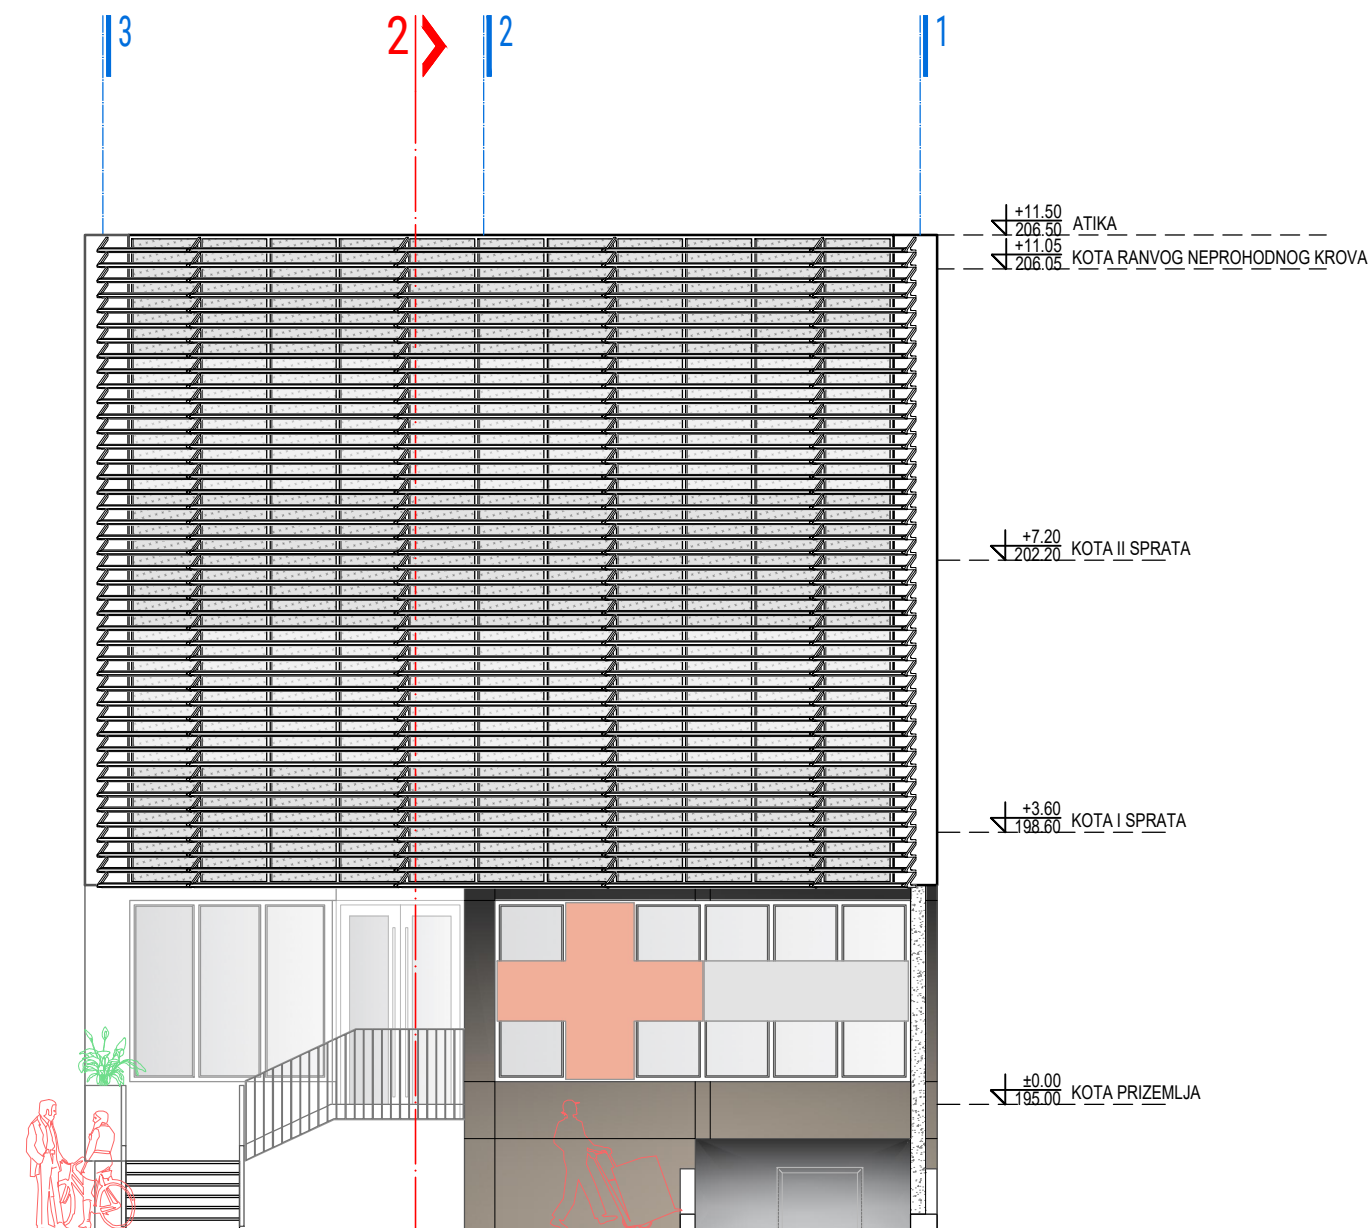 3
2
2
1
+11.50
206.50 ATIKA
+11.05
206.05 KOTA RANVOG NEPROHODNOG KROVA
+7.20
202.20 KOTA II SPRATA
+3.60
198.60 KOTA I SPRATA
±0.00
195.00 KOTA PRIZEMLJA